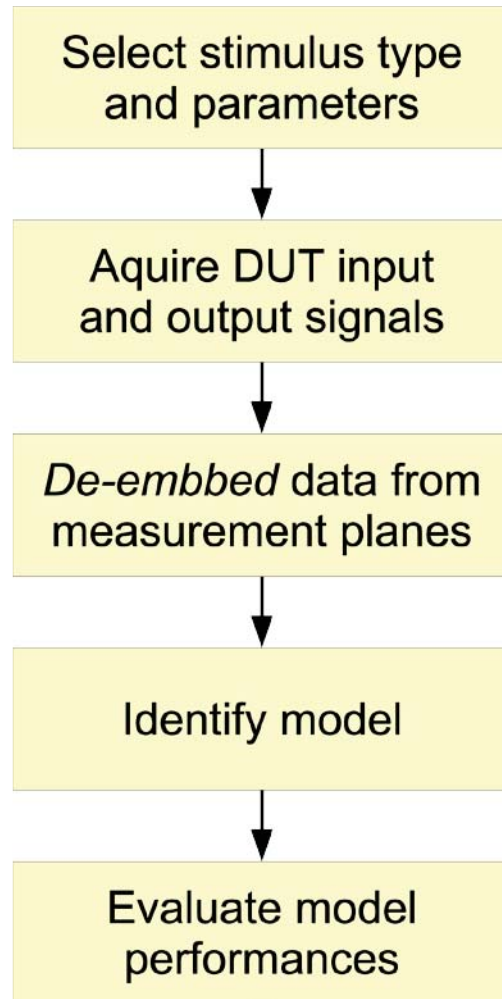 Select stimulus type
and parameters
Aquire DUT input
and output signals
De-embbed data from
measurement planes
Identify model
Evaluate model
performances